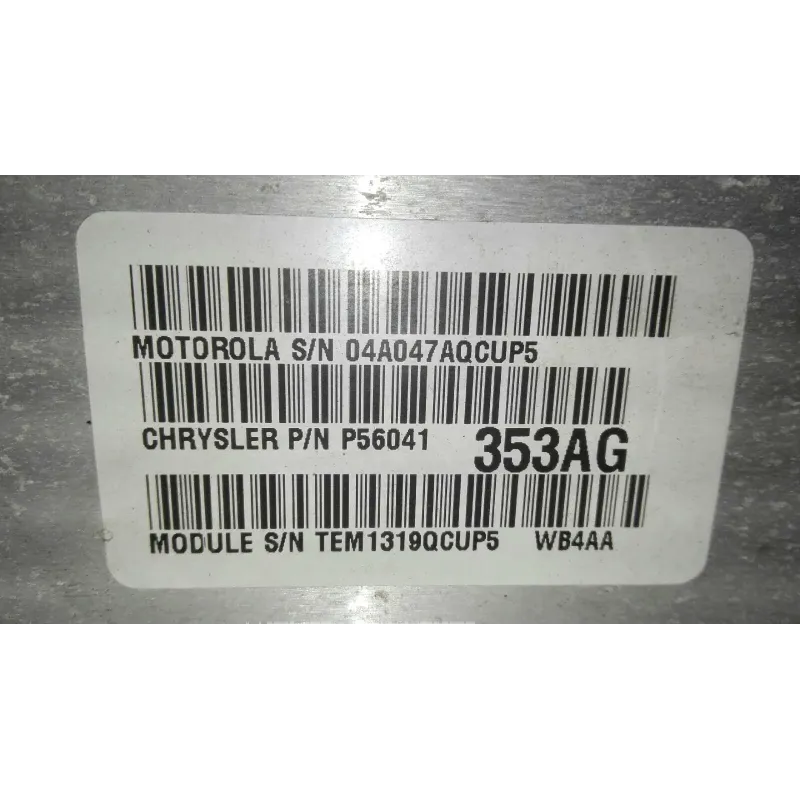 MOTOROLA S/N 04A047AQCUP5
CHRYSLER P/N P56041 353AG
MODULE S/N TEM1319QCUP5 WB4AA